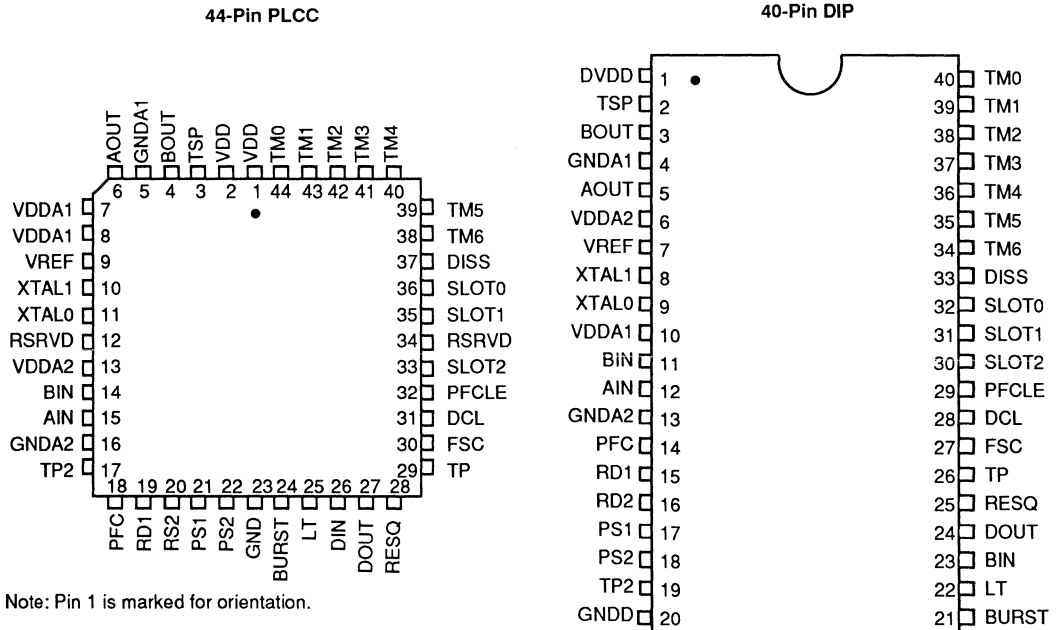 44-Pin PLCC
AOUT
GNDA1
BOUT
TSP
VDD
VDD
TM0
TM1
TM2
TM3
TM4
6 5 4 3 2 1 44 43 42 41 40
VDDA1 7
VDDA1 8
VREF 9
XTAL1 10
XTAL0 11
RSRVD 12
VDDA2 13
BIN 14
AIN 15
GNDA2 16
TP2 17
39 TM5
38 TM6
37 DISS
36 SLOT0
35 SLOT1
34 RSRVD
33 SLOT2
32 PFCLE
31 DCL
30 FSC
29 TP
18 19 20 21 22 23 24 25 26 27 28
PFC
RD1
RS2
PS1
PS2
GND
BURST
LT
DIN
DOUT
RESQ
Note: Pin 1 is marked for orientation.
40-Pin DIP
DVDD 1
TSP 2
BOUT 3
GNDA1 4
AOUT 5
VDDA2 6
VREF 7
XTAL1 8
XTAL0 9
VDDA1 10
BIN 11
AIN 12
GNDA2 13
PFC 14
RD1 15
RD2 16
PS1 17
PS2 18
TP2 19
GNDD 20
40 TM0
39 TM1
38 TM2
37 TM3
36 TM4
35 TM5
34 TM6
33 DISS
32 SLOT0
31 SLOT1
30 SLOT2
29 PFCLE
28 DCL
27 FSC
26 TP
25 RESQ
24 DOUT
23 BIN
22 LT
21 BURST